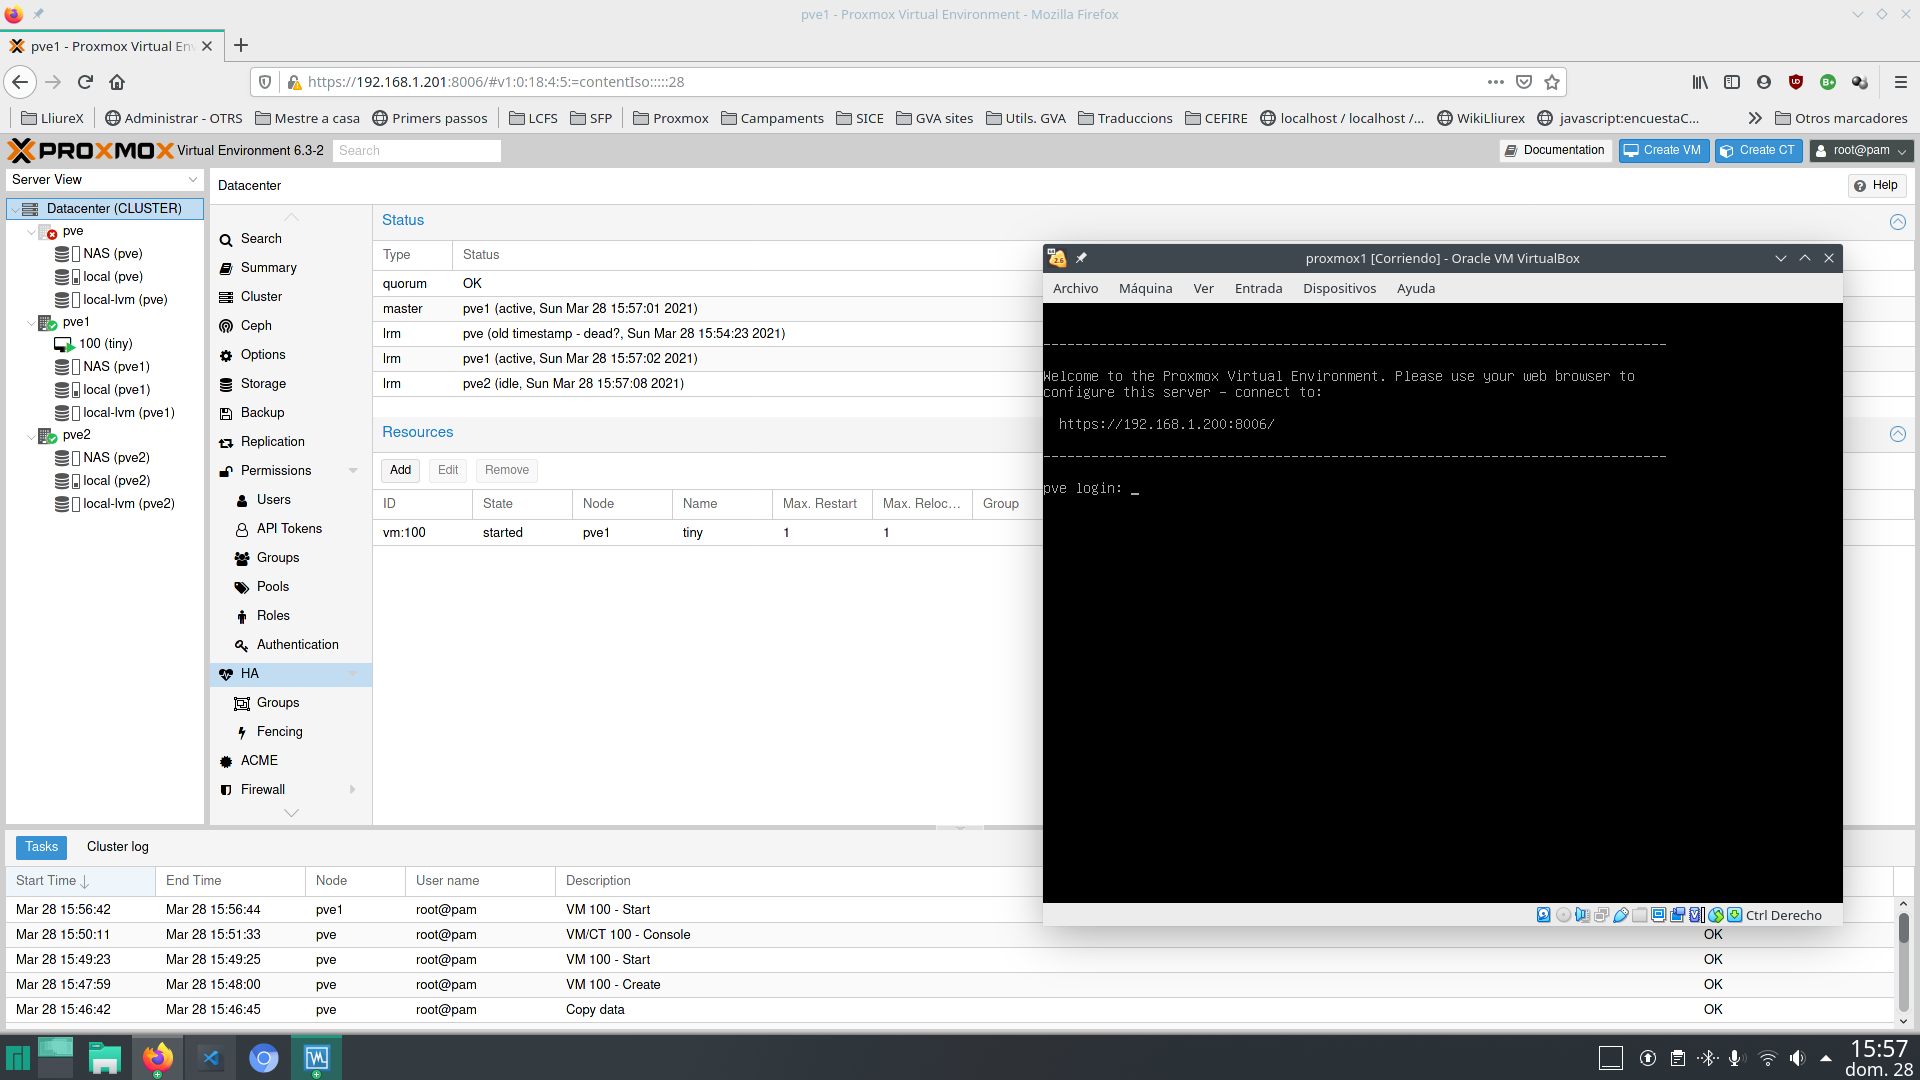 pve1 - Proxmox Virtual Environment - Mozilla Firefox
pve1 - Proxmox Virtual En
https://192.168.1.201:8006/#v1:0:18:4:5:=contentIso:::::28
LliureX
Administrar - OTRS
Mestre a casa
Primers passos
LCFS
SFP
Proxmox
Campaments
SICE
GVA sites
Utils. GVA
Traduccions
CEFIRE
localhost / localhost /...
WikiLliurex
javascript:encuestaC...
Otros marcadores
PROXMOX Virtual Environment 6.3-2
Search
Documentation
Create VM
Create CT
root@pam
Server View
Datacenter
Help
Datacenter (CLUSTER)
pve
NAS (pve)
local (pve)
local-lvm (pve)
pve1
100 (tiny)
NAS (pve1)
local (pve1)
local-lvm (pve1)
pve2
NAS (pve2)
local (pve2)
local-lvm (pve2)
Search
Summary
Cluster
Ceph
Options
Storage
Backup
Replication
Permissions
Users
API Tokens
Groups
Pools
Roles
Authentication
HA
Groups
Fencing
ACME
Firewall
Status
Type Status
quorum OK
master pve1 (active, Sun Mar 28 15:57:01 2021)
lrm pve (old timestamp - dead?, Sun Mar 28 15:54:23 2021)
lrm pve1 (active, Sun Mar 28 15:57:02 2021)
lrm pve2 (idle, Sun Mar 28 15:57:08 2021)
Resources
Add Edit Remove
ID State Node Name Max. Restart Max. Reloc... Group
vm:100 started pve1 tiny 1 1
proxmox1 [Corriendo] - Oracle VM VirtualBox
Archivo Máquina Ver Entrada Dispositivos Ayuda
Welcome to the Proxmox Virtual Environment. Please use your web browser to
configure this server - connect to:
https://192.168.1.200:8006/
pve login: _
Ctrl Derecho
Tasks Cluster log
Start Time End Time Node User name Description
Mar 28 15:56:42 Mar 28 15:56:44 pve1 root@pam VM 100 - Start
Mar 28 15:50:11 Mar 28 15:51:33 pve root@pam VM/CT 100 - Console OK
Mar 28 15:49:23 Mar 28 15:49:25 pve root@pam VM 100 - Start OK
Mar 28 15:47:59 Mar 28 15:48:00 pve root@pam VM 100 - Create OK
Mar 28 15:46:42 Mar 28 15:46:45 pve root@pam Copy data OK
15:57
dom. 28